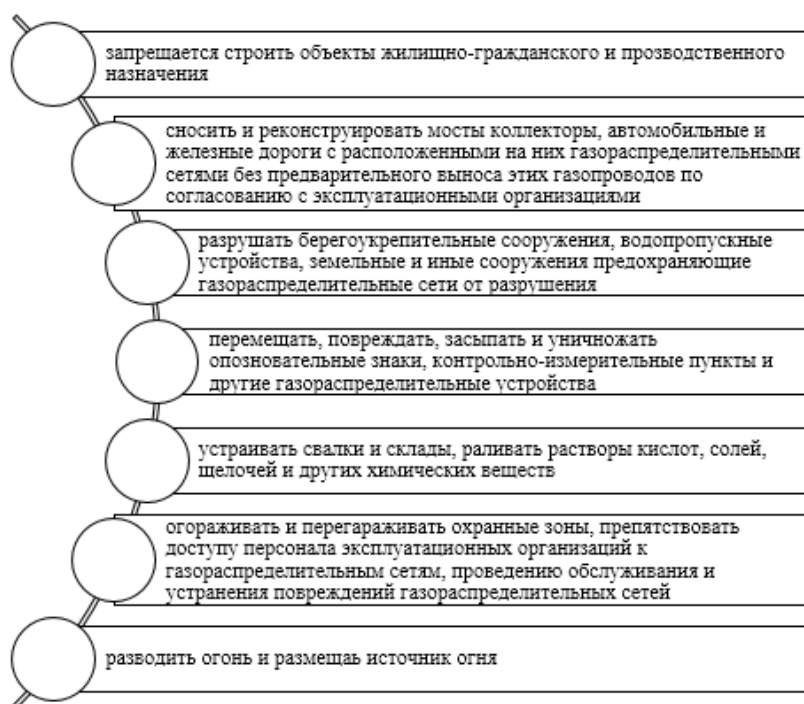 запрещается строить объекты жилищно-гражданского и прозводственного
назначения
сносить и реконструировать мосты коллекторы, автомобильные и
железные дороги с расположенными на них газораспределительными
сетями без предварительного выноса этих газопроводов по
согласованию с эксплуатационными организациями
разрушать берегоукрепительные сооружения, водопропускные
устройства, земельные и иные сооружения предохраняющие
газораспределительные сети от разрушения
перемещать, повреждать, засыпать и уничножать
опозновательные знаки, контрольно-измерительные пункты и
другие газораспределительные устройства
устраивать свалки и склады, раливать растворы кислот, солей,
щелочей и других химических веществ
огораживать и перегараживать охранные зоны, препятствовать
доступу персонала эксплуатационных организаций к
газораспределительным сетям, проведению обслуживания и
устранения повреждений газораспределительных сетей
разводить огонь и размещаь источник огня